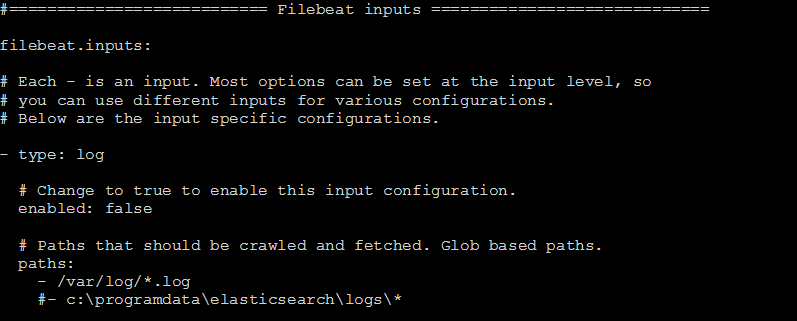 #=========================== Filebeat inputs =============================
filebeat.inputs:
# Each - is an input. Most options can be set at the input level, so
# you can use different inputs for various configurations.
# Below are the input specific configurations.
- type: log
# Change to true to enable this input configuration.
enabled: false
# Paths that should be crawled and fetched. Glob based paths.
paths:
- /var/log/*.log
#- c:\programdata\elasticsearch\logs\*